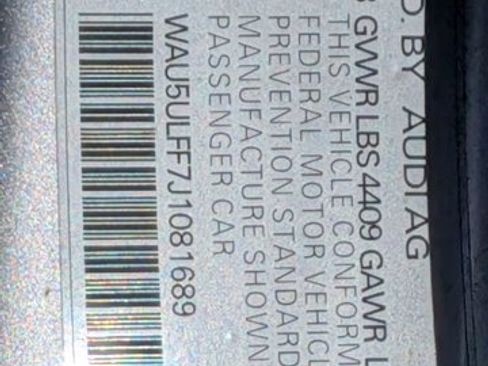 D. BY AUDI AG
GVWR LBS 4409 GAWR
THIS VEHICLE CONFORM
FEDERAL MOTOR VEHICL
PREVENTION STANDARD
MANUFACTURE SHOWN
PASSENGER CAR
WAU5ULFF7J1081689